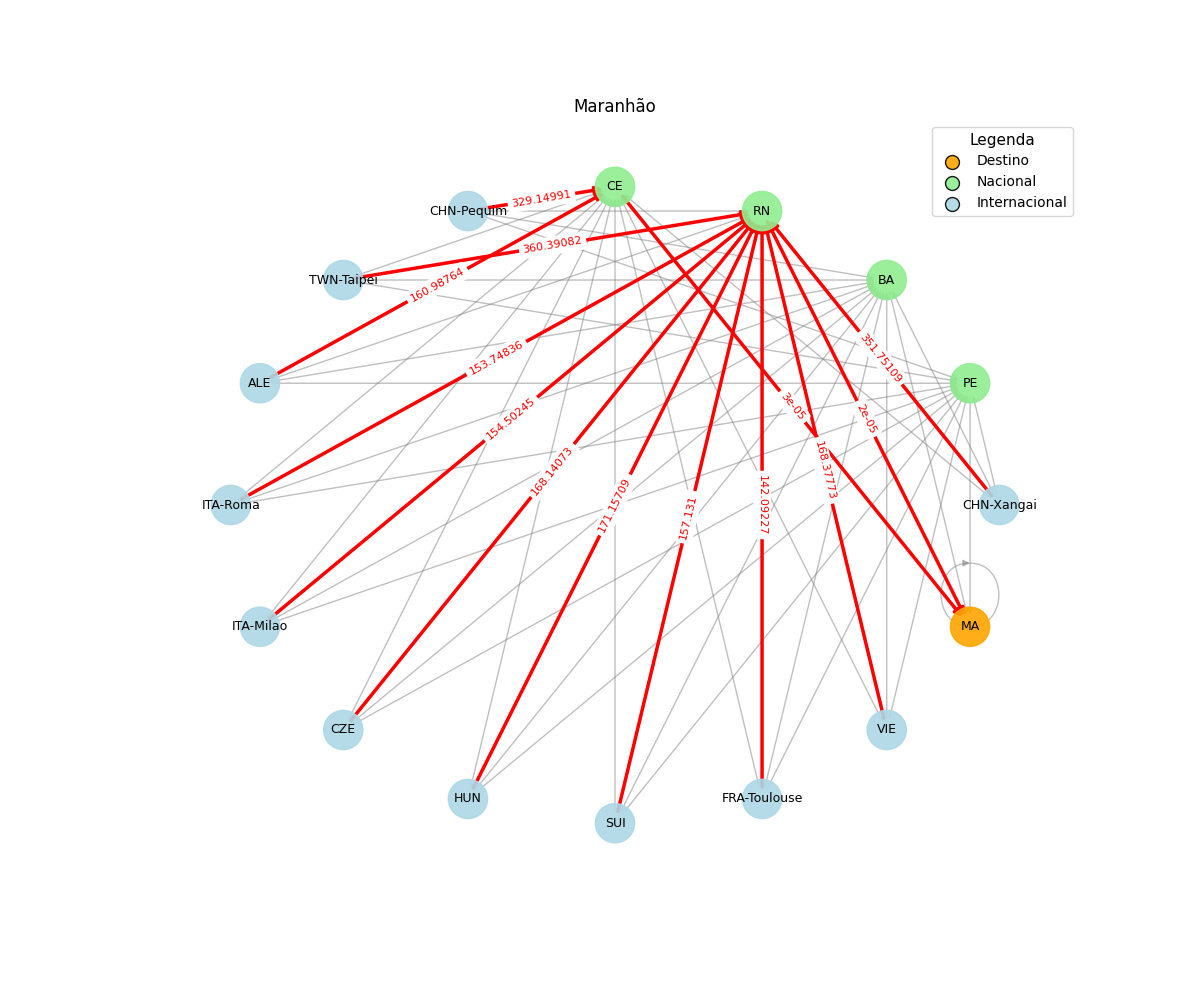 Maranhão
Legenda
Destino
Nacional
Internacional
CE
RN
CHN-Pequim
329.14991
360.39082
TWN-Taipei
BA
160.98764
351.75109
153.74836
ALE
PE
3e-05
2e-05
154.50245
168.14073
168.37773
ITA-Roma
171.15709
157.131
142.09227
CHN-Xangai
ITA-Milao
MA
CZE
VIE
HUN
FRA-Toulouse
SUI